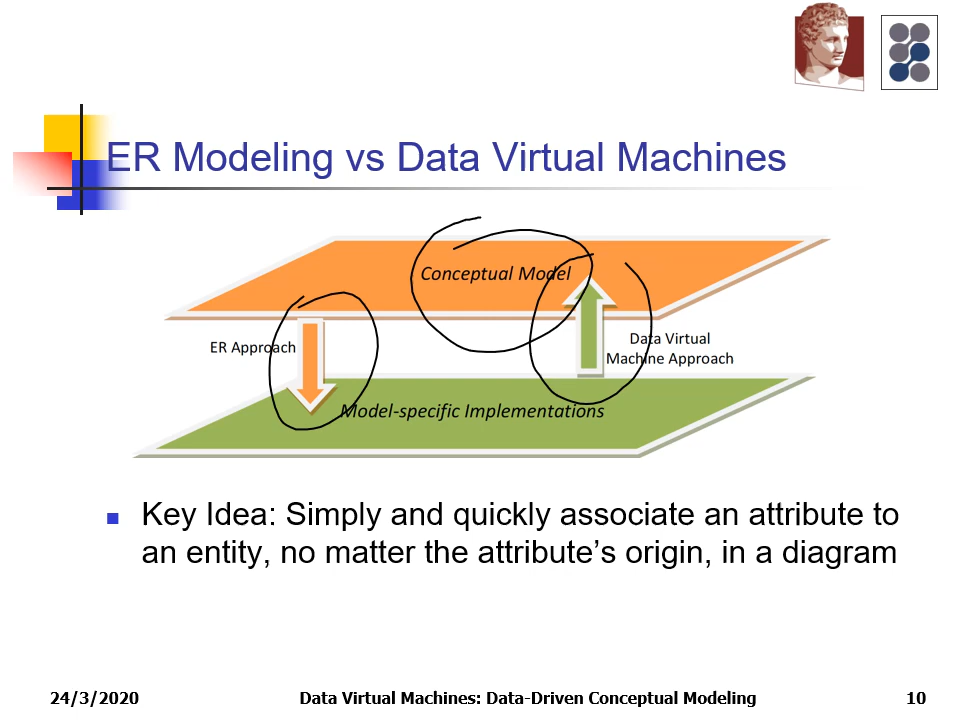 ER Modeling vs Data Virtual Machines
Conceptual Model
ER Approach
Data Virtual
Machine Approach
Model-specific Implementations
Key Idea: Simply and quickly associate an attribute to
an entity, no matter the attribute’s origin, in a diagram
24/3/2020
Data Virtual Machines: Data-Driven Conceptual Modeling
10